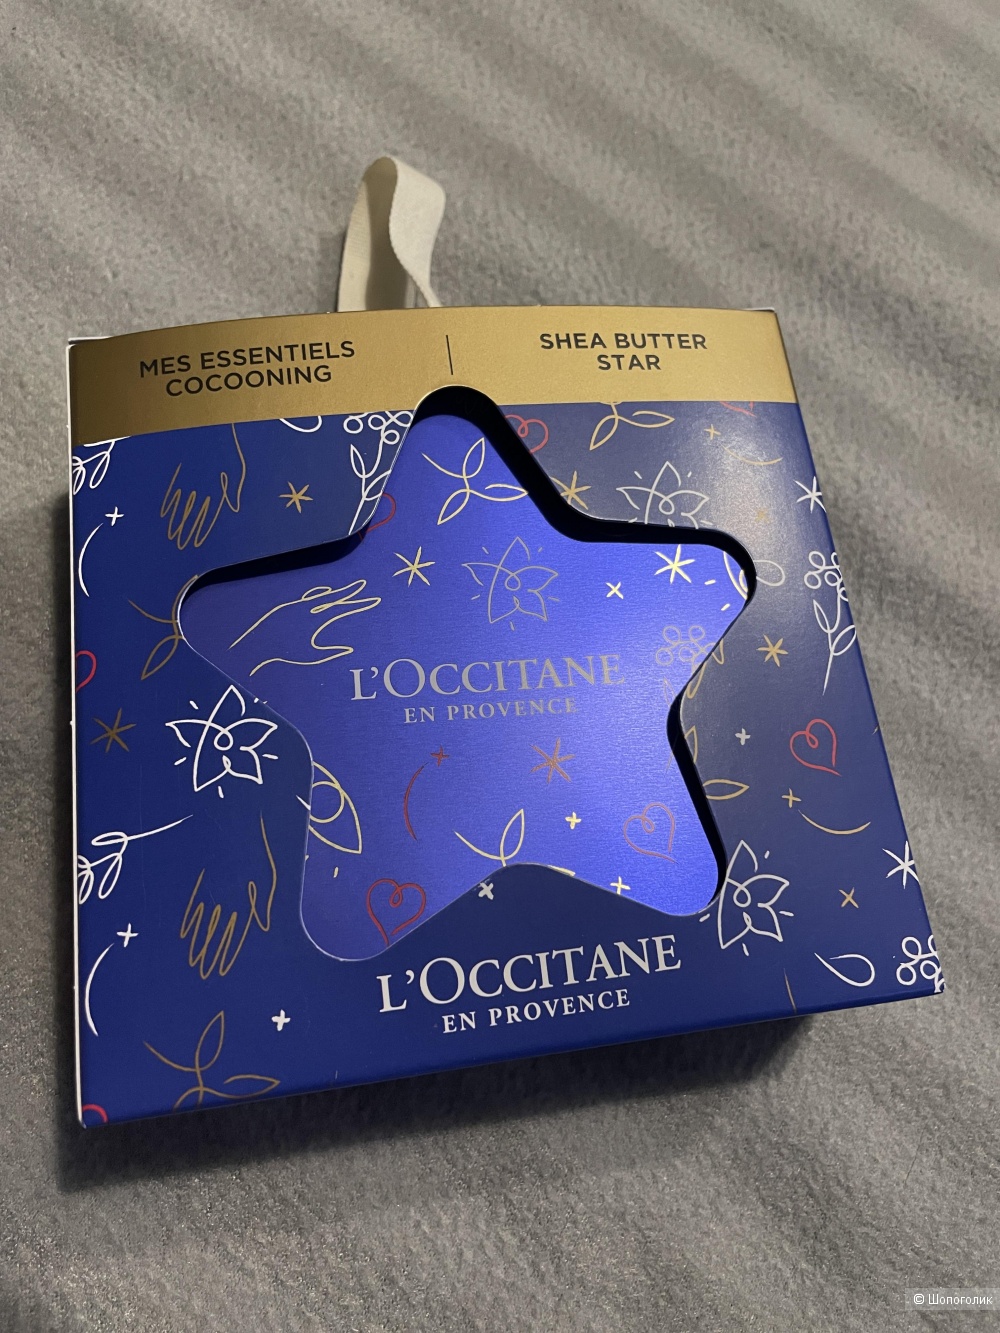 MES ESSENTIELS
COCOONING
SHEA BUTTER
STAR
L'OCCITANE
EN PROVENCE
L'OCCITANE
EN PROVENCE
© Шопоголик